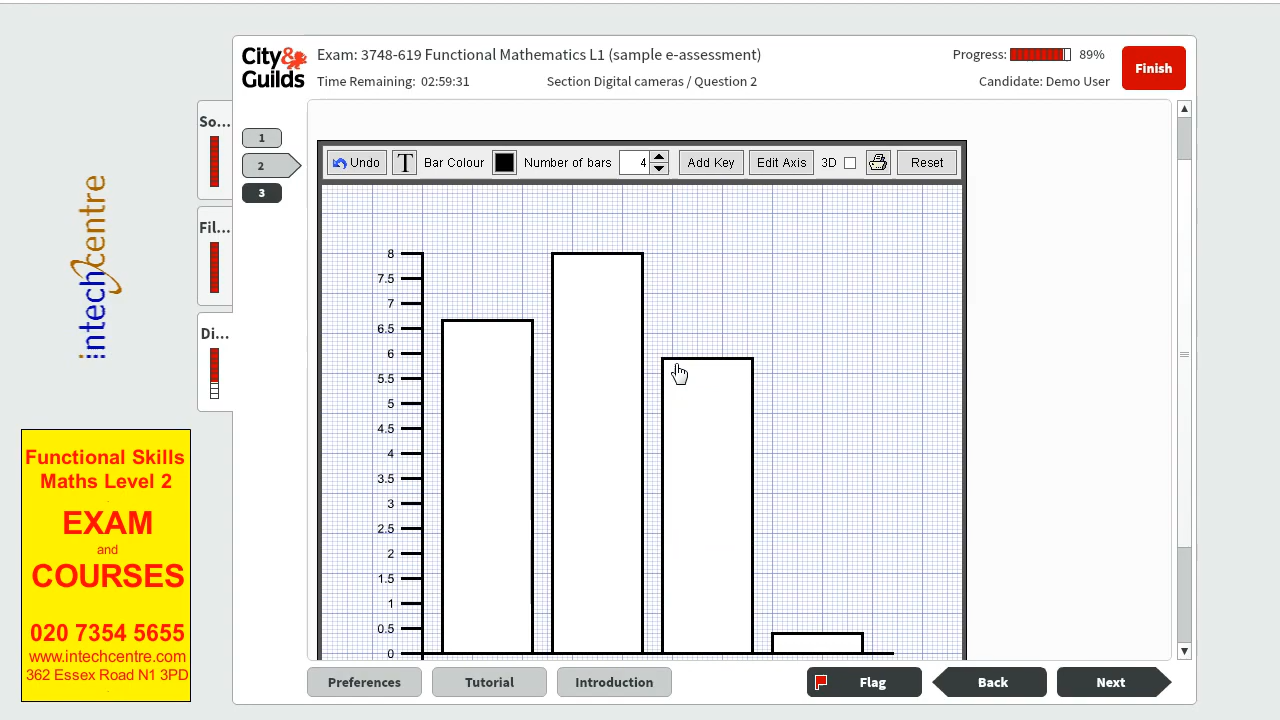 City&
Guilds
Exam: 3748-619 Functional Mathematics L1 (sample e-assessment)
Progress: 89%
Finish
Time Remaining: 02:59:31
Section Digital cameras / Question 2
Candidate: Demo User
So...
Fil...
Di...
1
2
3
Undo T Bar Colour Number of bars 4 Add Key Edit Axis 3D Reset
8
7.5
7
6.5
6
5.5
5
4.5
4
3.5
3
2.5
2
1.5
1
0.5
0
intechcentre
Functional Skills
Maths Level 2
EXAM
and
COURSES
020 7354 5655
www.intechcentre.com
362 Essex Road N1 3PD
Preferences Tutorial Introduction Flag Back Next